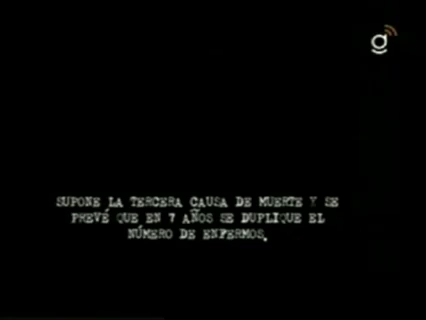 SUPONE LA TERCERA CAUSA DE MUERTE Y SE
PREVÉ QUE EN 7 AÑOS SE DUPLIQUE EL
NÚMERO DE ENFERMOS.